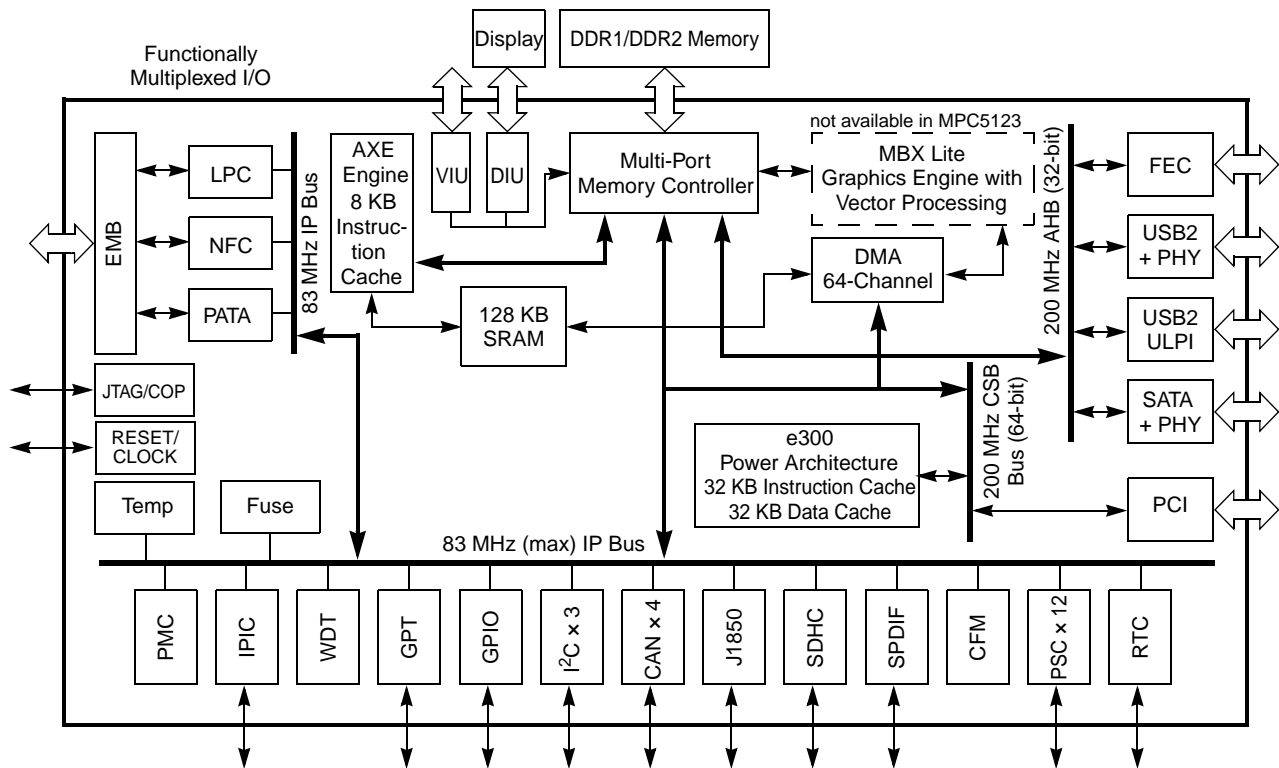 Functionally
Multiplexed I/O
Display
DDR1/DDR2 Memory
EMB
LPC
NFC
PATA
83 MHz IP Bus
AXE
Engine
8 KB
Instruc-
tion
Cache
VIU
DIU
Multi-Port
Memory Controller
not available in MPC5123
MBX Lite
Graphics Engine with
Vector Processing
DMA
64-Channel
128 KB
SRAM
200 MHz AHB (32-bit)
FEC
USB2
+ PHY
USB2
ULPI
SATA
+ PHY
PCI
JTAG/COP
RESET/
CLOCK
Temp
Fuse
e300
Power Architecture
32 KB Instruction Cache
32 KB Data Cache
200 MHz CSB
Bus (64-bit)
83 MHz (max) IP Bus
PMC
IPIC
WDT
GPT
GPIO
I²C × 3
CAN × 4
J1850
SDHC
SPDIF
CFM
PSC × 12
RTC